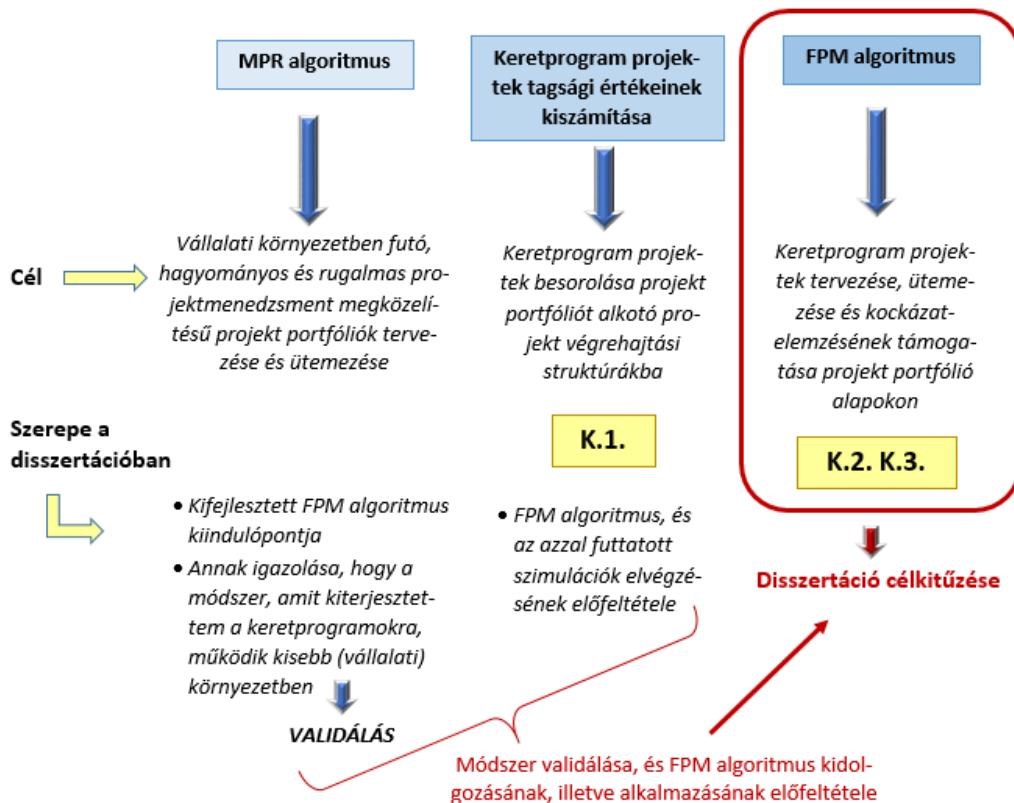 MPR algoritmus
Keretprogram projek-
tek tagsági értékeinek
kiszámítása
FPM algoritmus
Cél
Vállalati környezetben futó,
hagyományos és rugalmas pro-
jektmenedzsment megközelí-
tésű projekt portfóliók terve-
zése és ütemezése
Keretprogram projek-
tek besorolása projekt
portfóliót alkotó pro-
jekt végrehajtási
struktúrákba
Keretprogram projek-
tek tervezése, üteme-
zése és kockázat-
elemzésének támoga-
tása projekt portfólió
alapokon
Szerepe a
disszertációban
K.1.
K.2. K.3.
• Kifejlesztett FPM algoritmus
kiindulópontja
• Annak igazolása, hogy a
módszer, amit kiterjesztet-
tem a keretprogramokra,
működik kisebb (vállalati)
környezetben
VALIDÁLÁS
• FPM algoritmus, és
az azzal futtatott
szimulációk elvégzé-
sének előfeltétele
Disszertáció célkitűzése
Módszer validálása, és FPM algoritmus kidol-
gozásának, illetve alkalmazásának előfeltétele